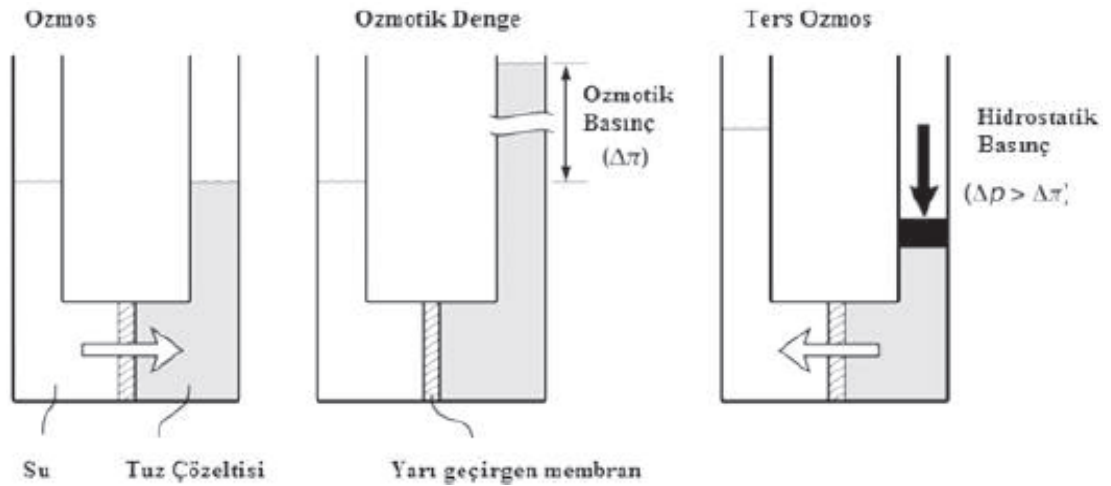 Ozmos
Ozmotik Denge
Ters Ozmos
Ozmotik
Basınç
(Δπ)
Hidrostatik
Basınç
(Δp > Δπ)
Su
Tuz Çözeltisi
Yarı geçirgen membran